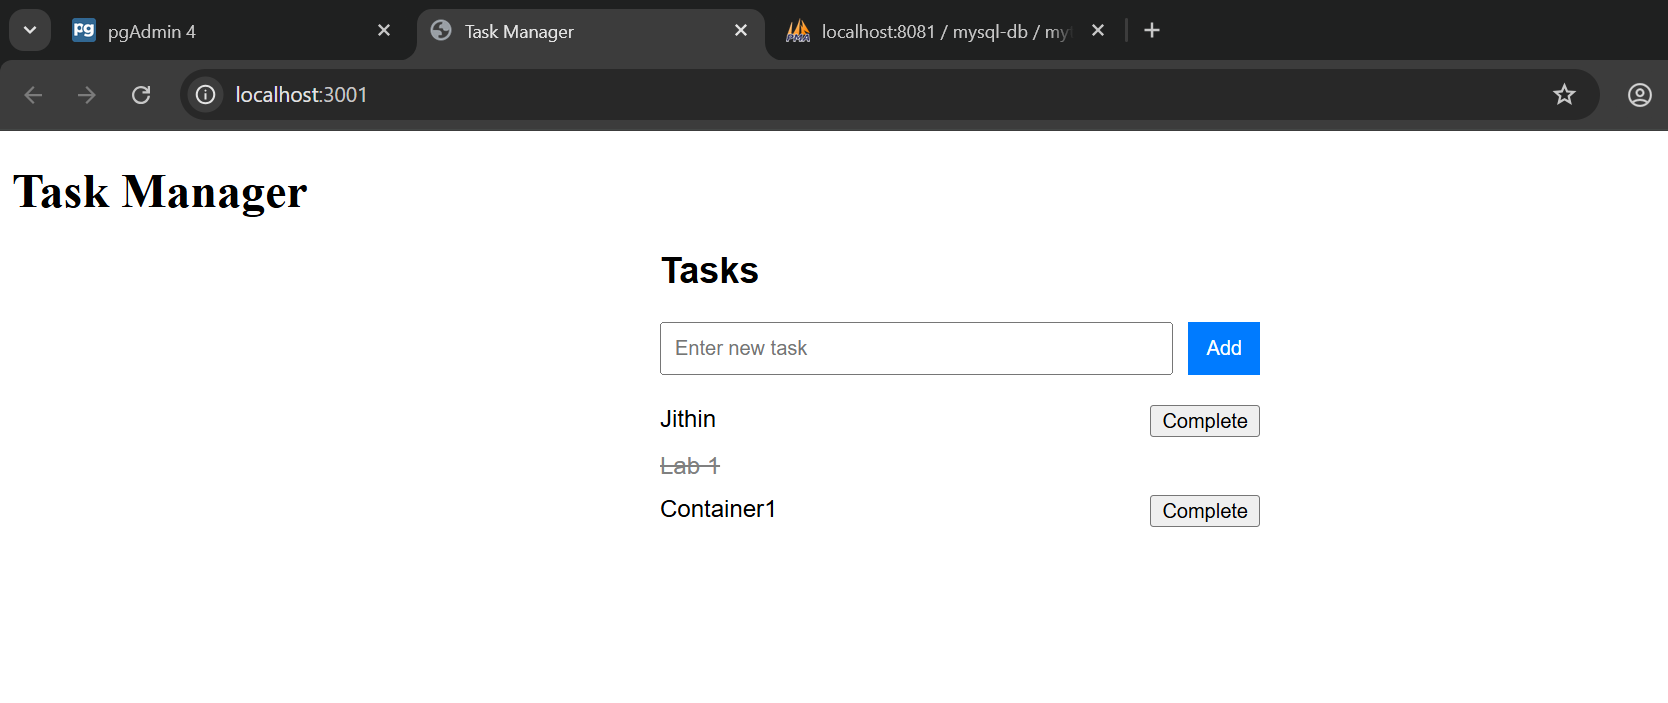 pgAdmin 4
Task Manager
localhost:8081 / mysql-db / my
localhost:3001
Task Manager
Tasks
Enter new task
Add
Jithin
Complete
Lab 1
Container1
Complete